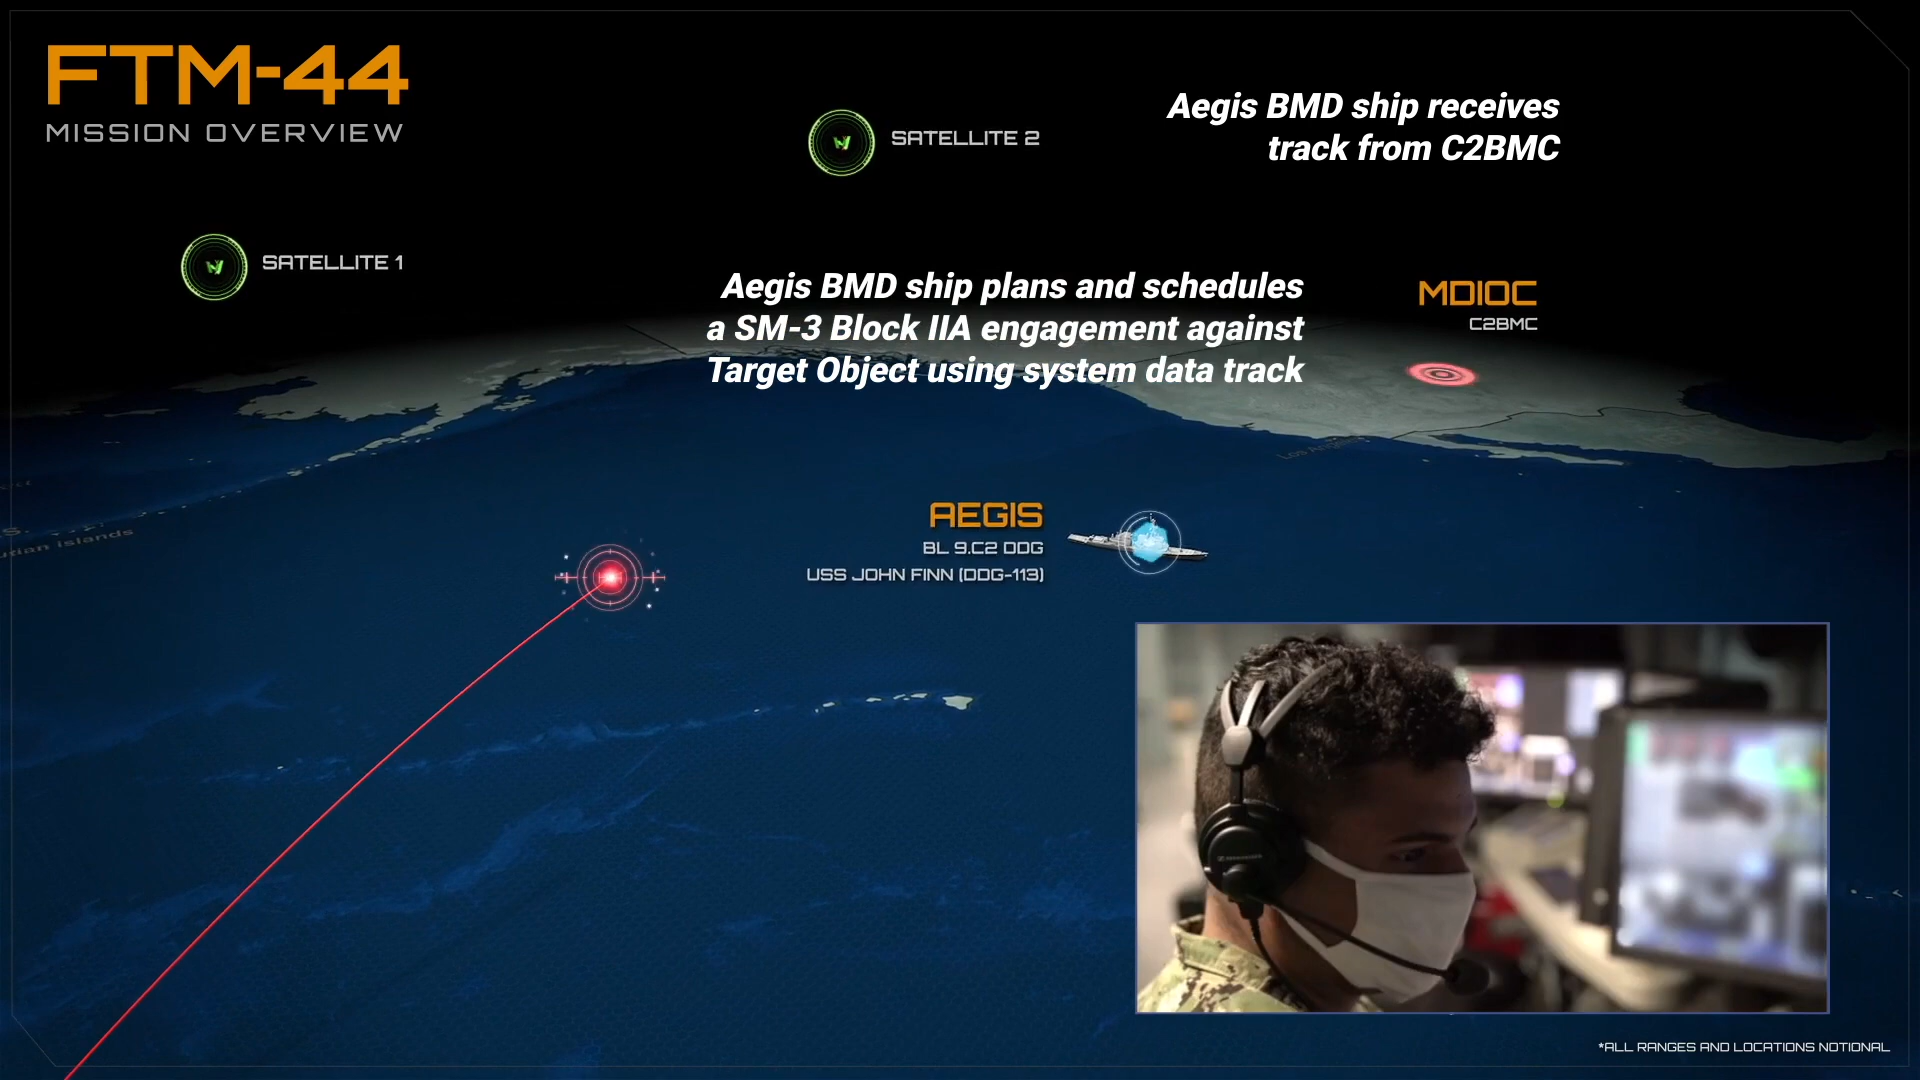 FTM-44
MISSION OVERVIEW
Aegis BMD ship receives
track from C2BMC
SATELLITE 2
SATELLITE 1
Aegis BMD ship plans and schedules
a SM-3 Block IIA engagement against
Target Object using system data track
MDIOC
C2BMC
AEGIS
BL 9.C2 DDG
USS JOHN FINN (DDG-113)
*ALL RANGES AND LOCATIONS NOTIONAL